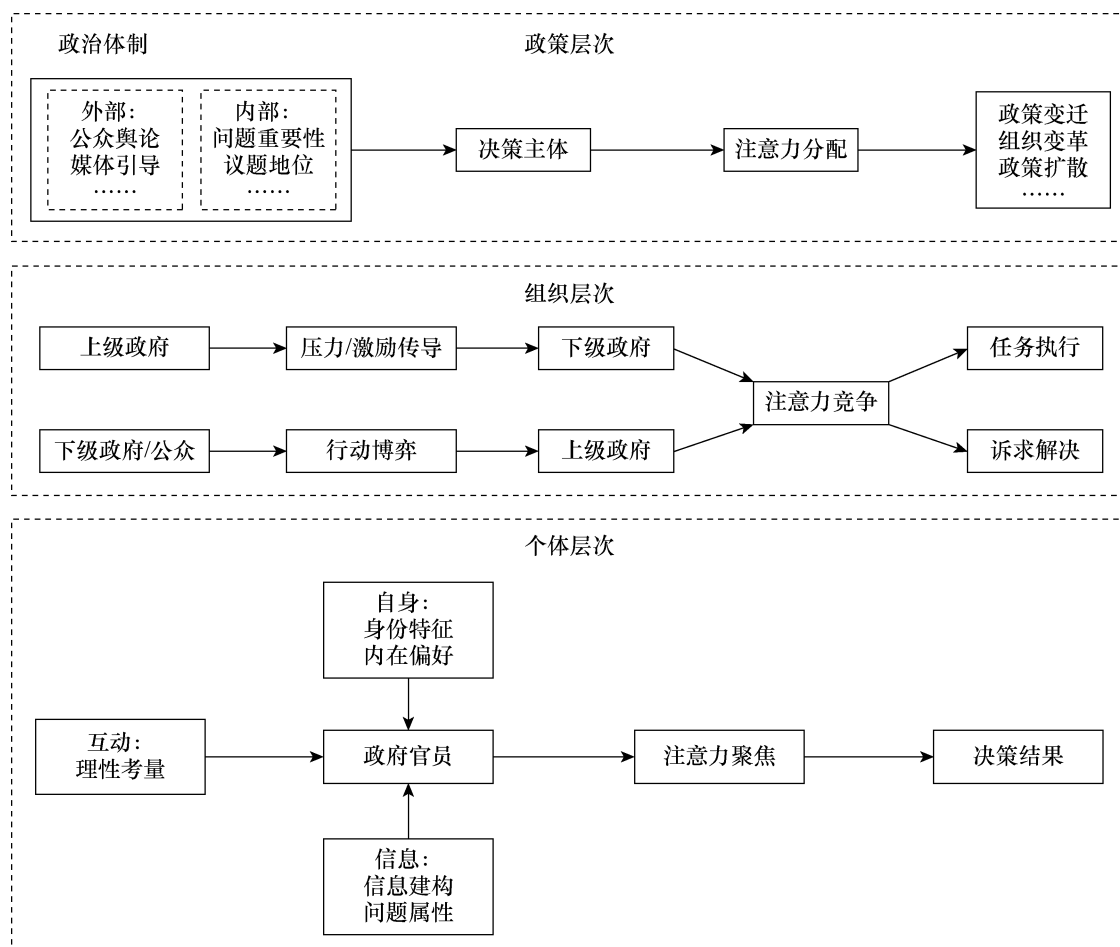 政治体制
政策层次
外部：
公众舆论
媒体引导
……
内部：
问题重要性
议题地位
……
决策主体
注意力分配
政策变迁
组织变革
政策扩散
……
组织层次
上级政府
压力/激励传导
下级政府
任务执行
注意力竞争
下级政府/公众
行动博弈
上级政府
诉求解决
个体层次
自身：
身份特征
内在偏好
互动：
理性考量
政府官员
注意力聚焦
决策结果
信息：
信息建构
问题属性